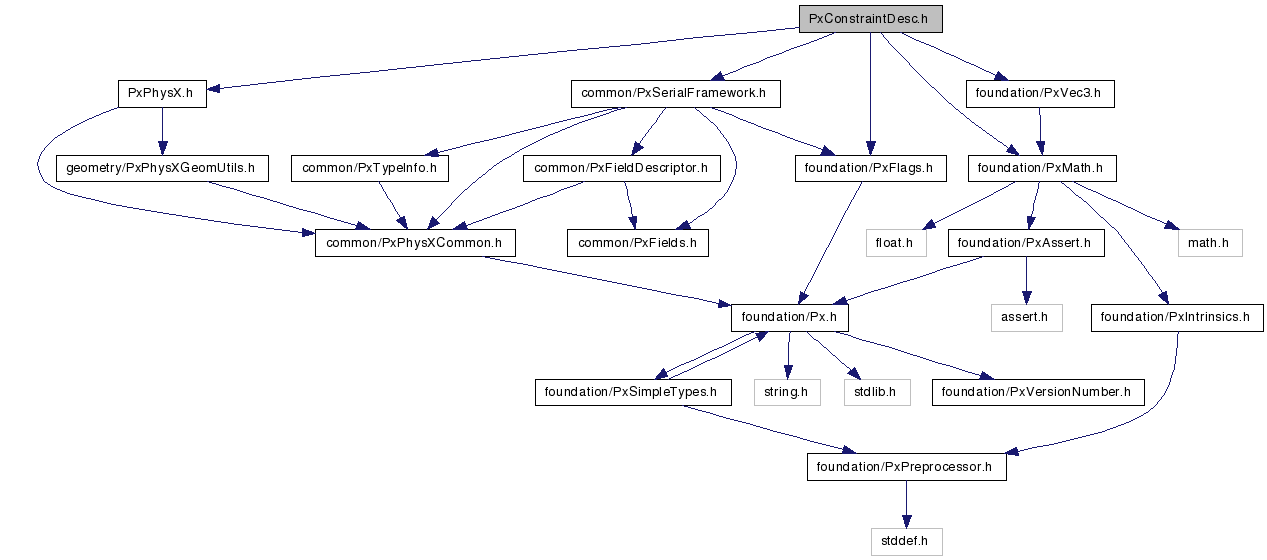 PxConstraintDesc.h
PxPhysX.h
common/PxSerialFramework.h
foundation/PxVec3.h
geometry/PxPhysXGeomUtils.h
common/PxTypeInfo.h
common/PxFieldDescriptor.h
foundation/PxFlags.h
foundation/PxMath.h
common/PxPhysXCommon.h
common/PxFields.h
float.h
foundation/PxAssert.h
math.h
foundation/Px.h
assert.h
foundation/PxIntrinsics.h
foundation/PxSimpleTypes.h
string.h
stdlib.h
foundation/PxVersionNumber.h
foundation/PxPreprocessor.h
stddef.h